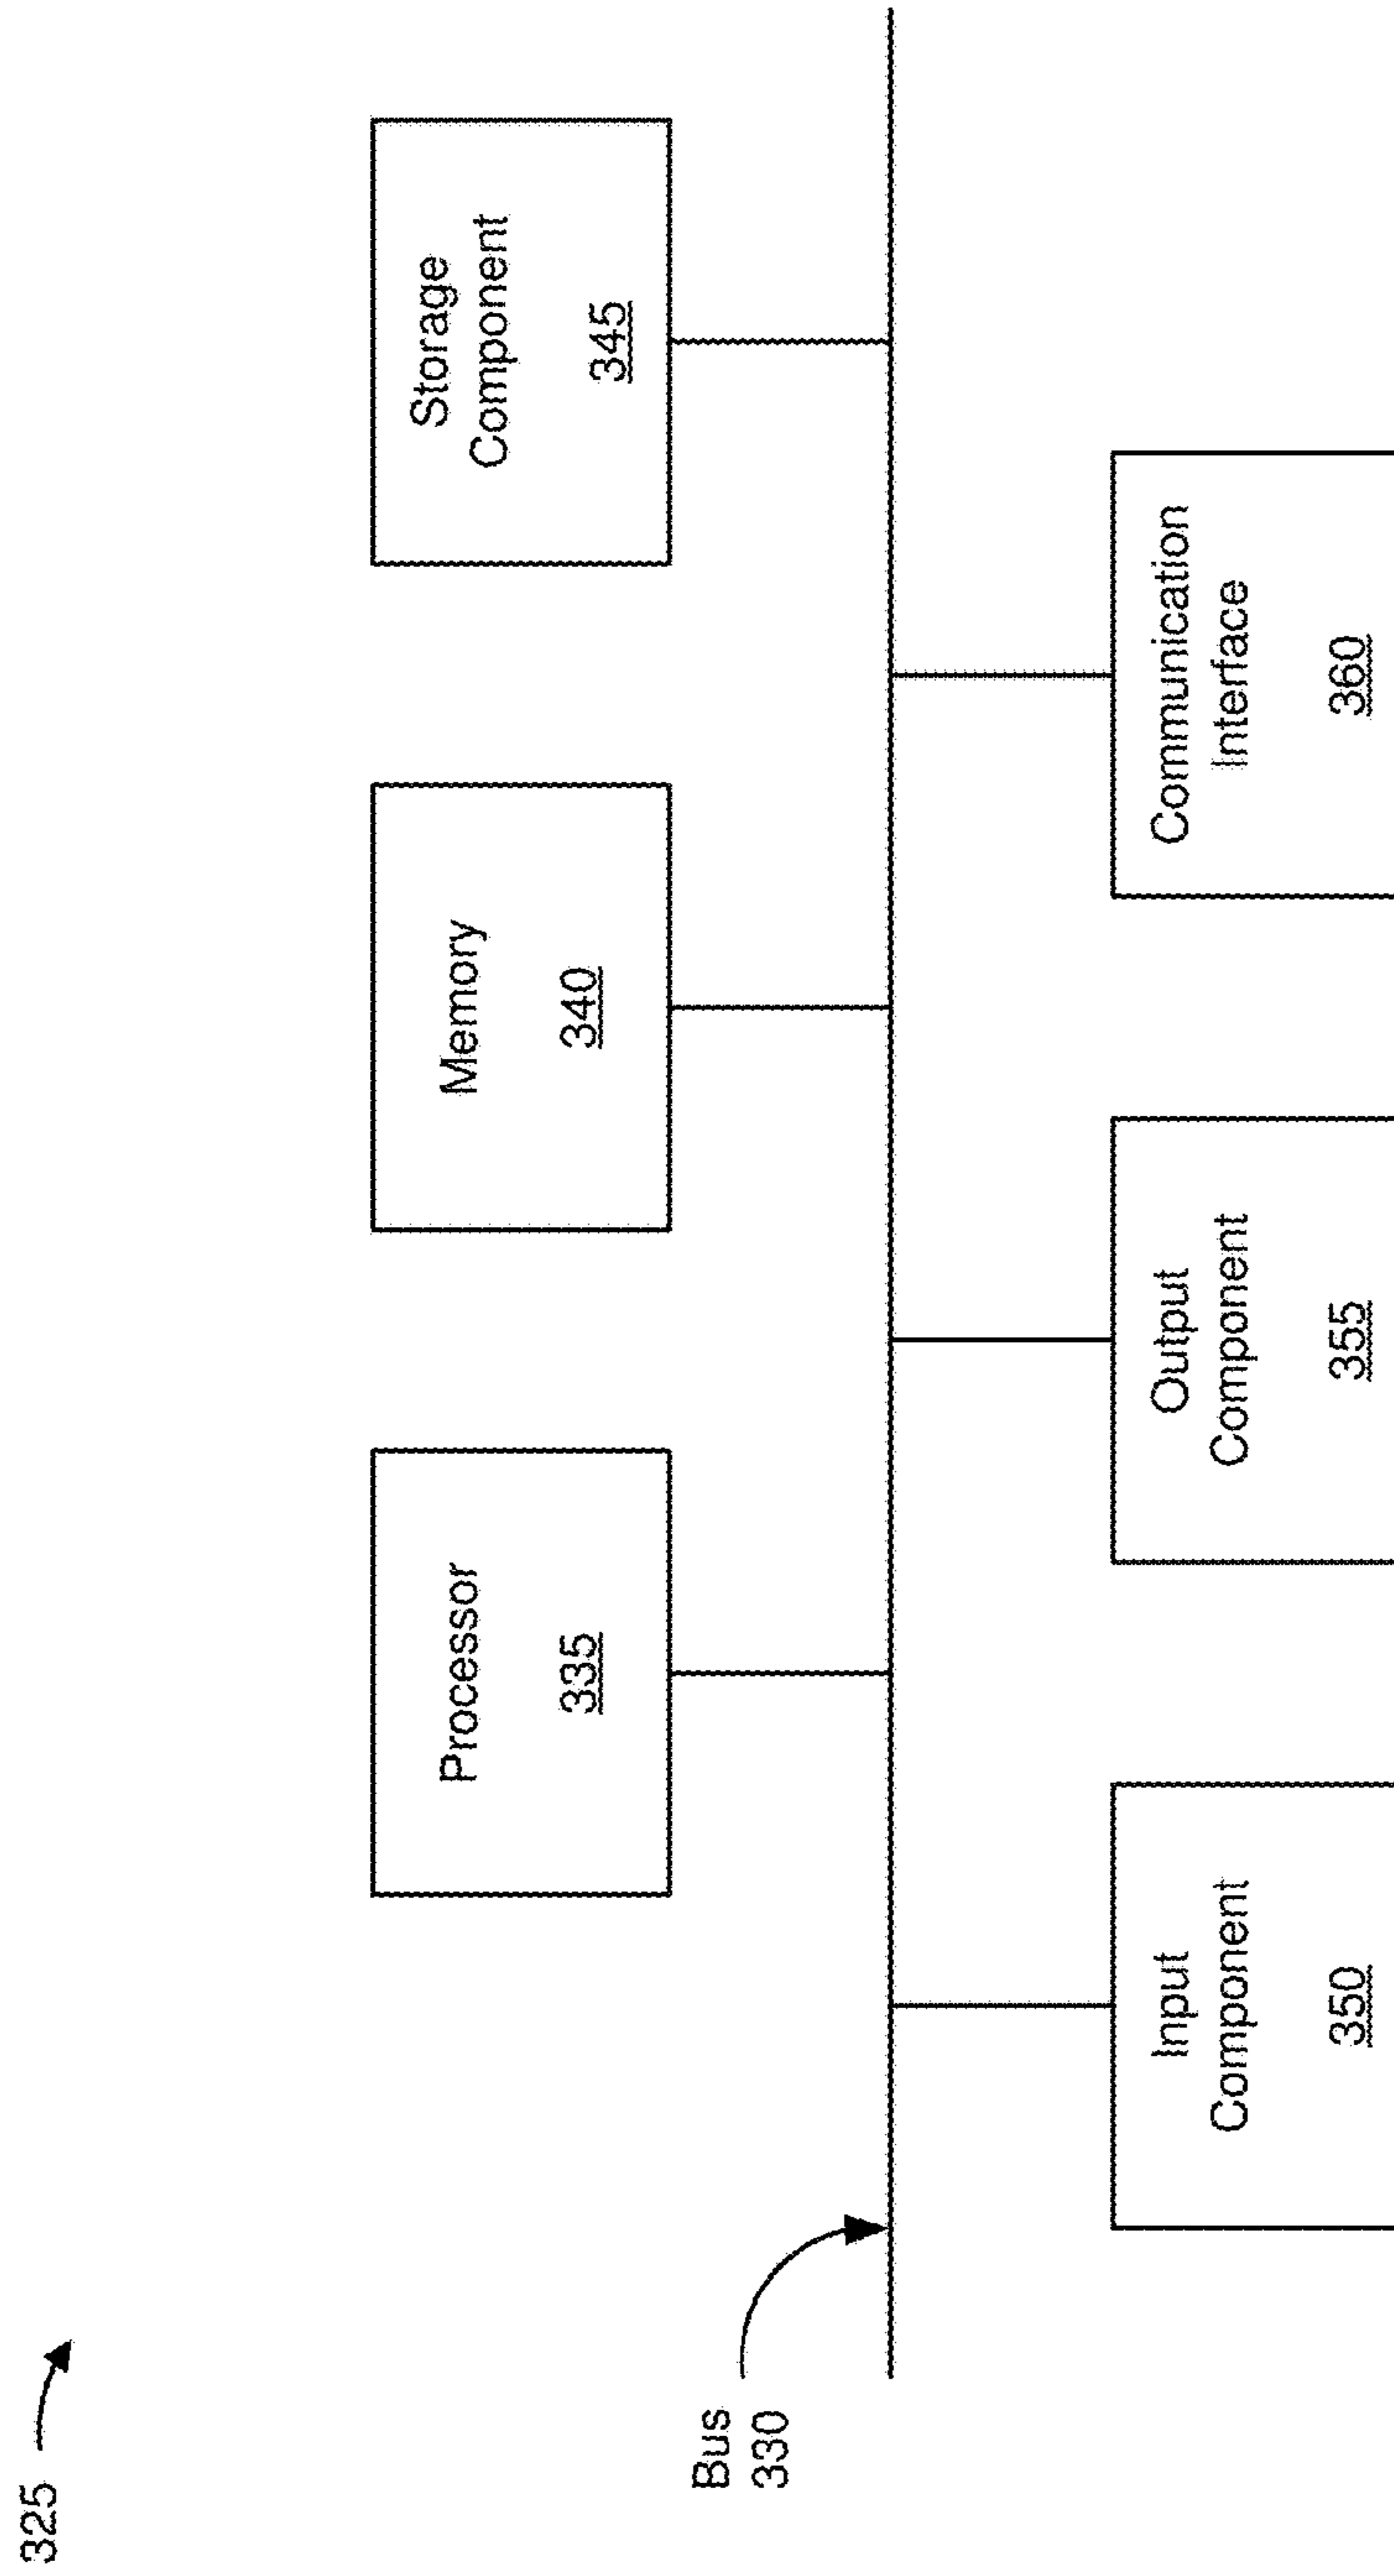 325
Processor
335
Memory
340
Storage
Component
345
Bus
330
Input
Component
350
Output
Component
355
Communication
Interface
360